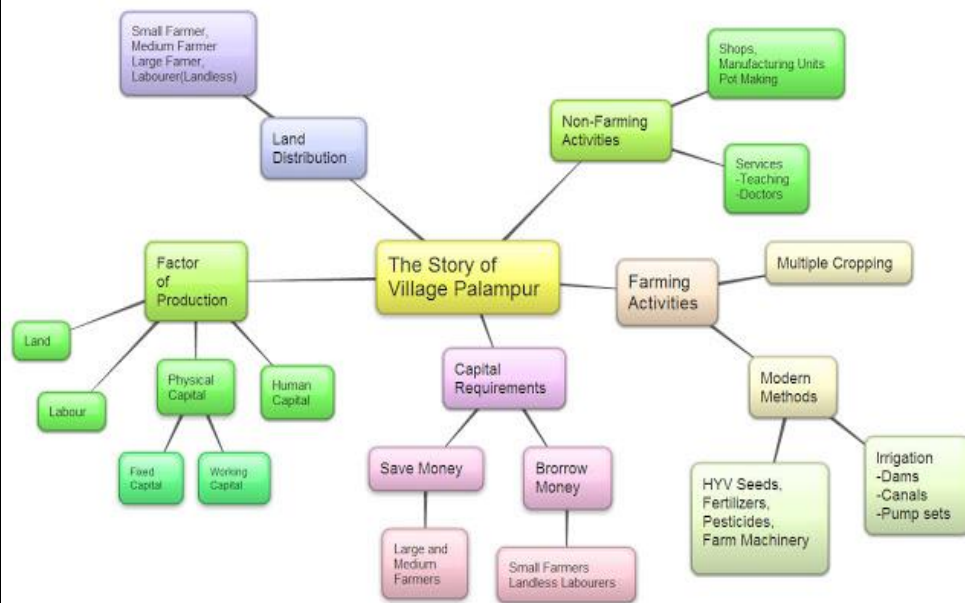 Small Farmer,
Medium Farmer
Large Famer,
Labourer(Landless)
Land
Distribution
Shops,
Manufacturing Units
Pot Making
Non-Farming
Activities
Services
-Teaching
-Doctors
The Story of
Village Palampur
Factor
of
Production
Land
Labour
Physical
Capital
Human
Capital
Fixed
Capital
Working
Capital
Capital
Requirements
Save Money
Brorrow
Money
Large and
Medium
Farmers
Small Farmers
Landless Labourers
Farming
Activities
Multiple Cropping
Modern
Methods
HYV Seeds,
Fertilizers,
Pesticides,
Farm Machinery
Irrigation
-Dams
-Canals
-Pump sets